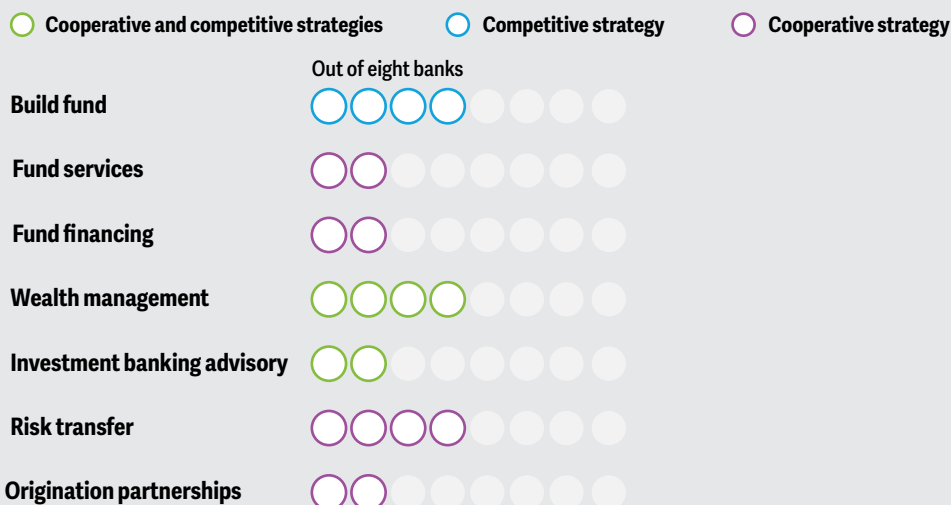 Cooperative and competitive strategies Competitive strategy Cooperative strategy
Out of eight banks
Build fund
Fund services
Fund financing
Wealth management
Investment banking advisory
Risk transfer
Origination partnerships